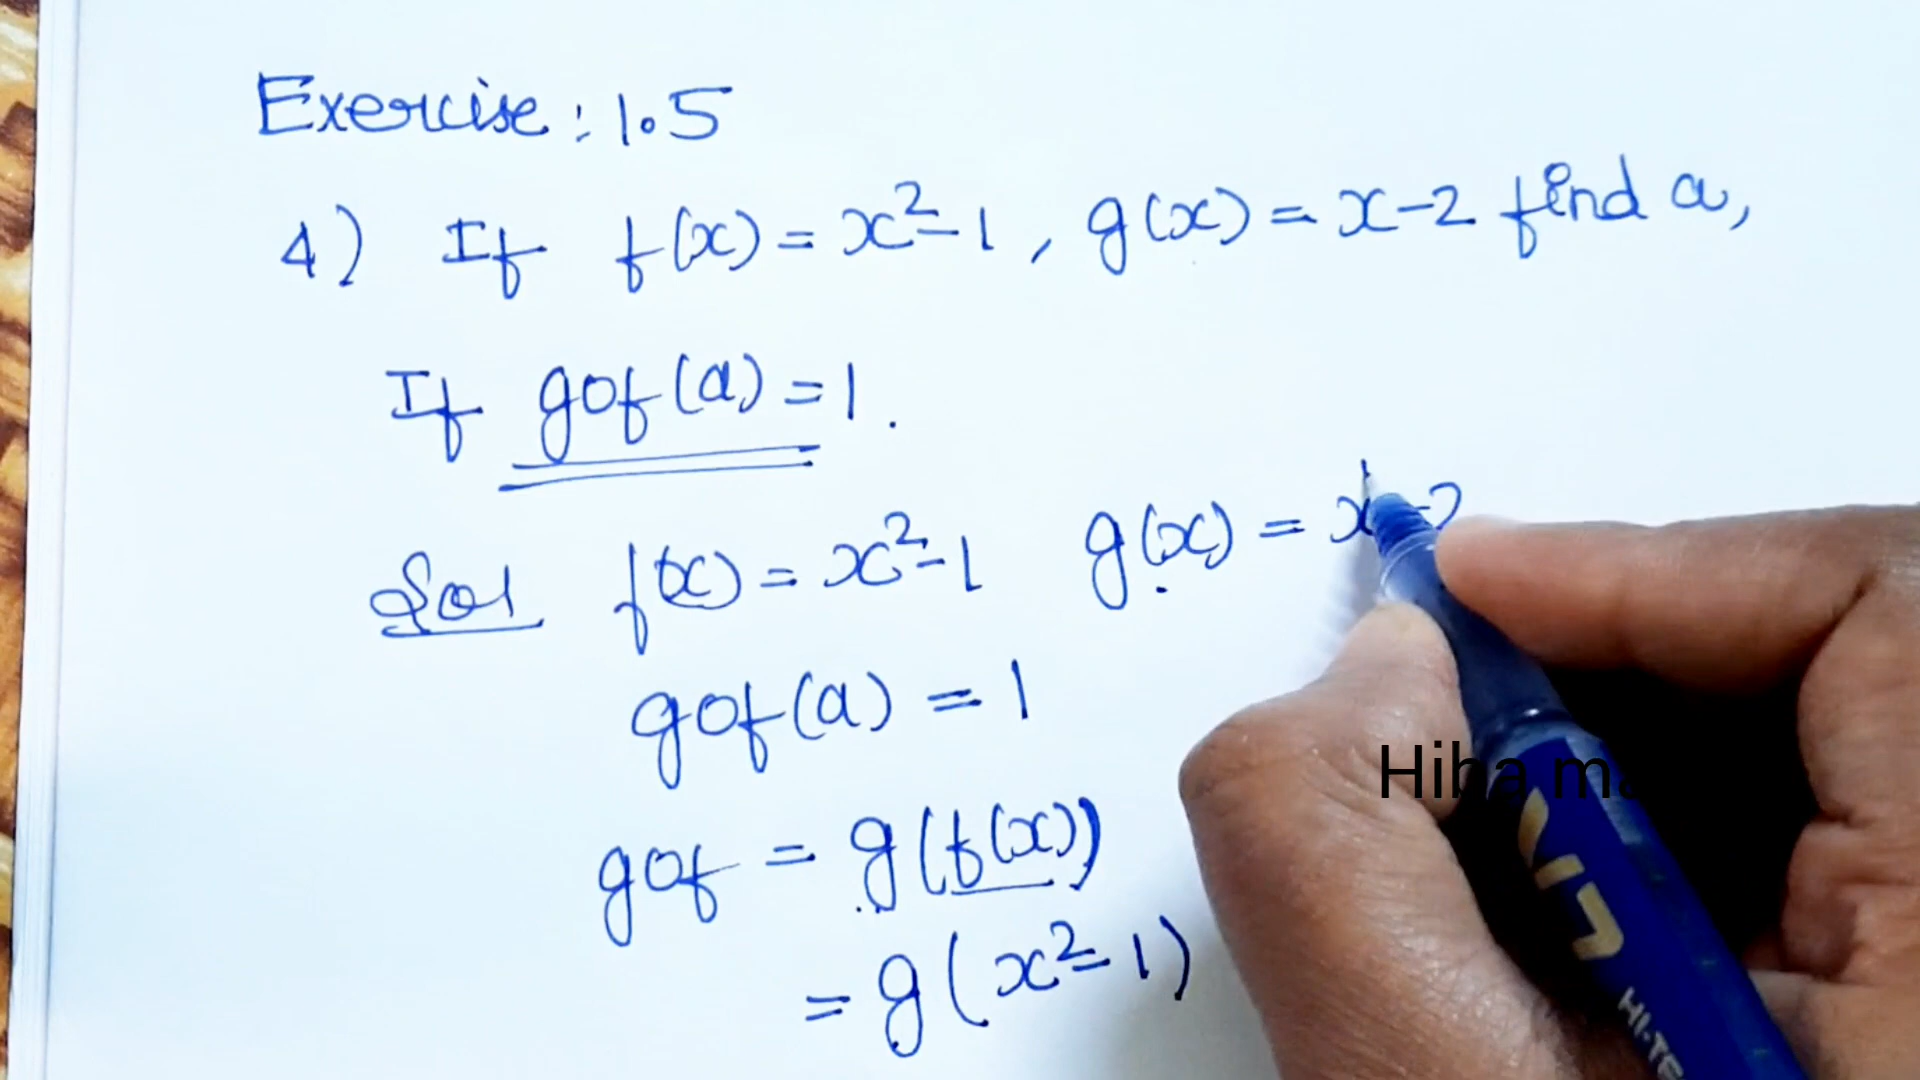 Exercise : 1.5
4) If f(x) = x²-1, g(x) = x-2 find a,
If gof(a) = 1.
Sol f(x) = x²-1 g(x) = x-2
gof(a) = 1
Hiba
gof = g(f(x))
= g(x²-1)